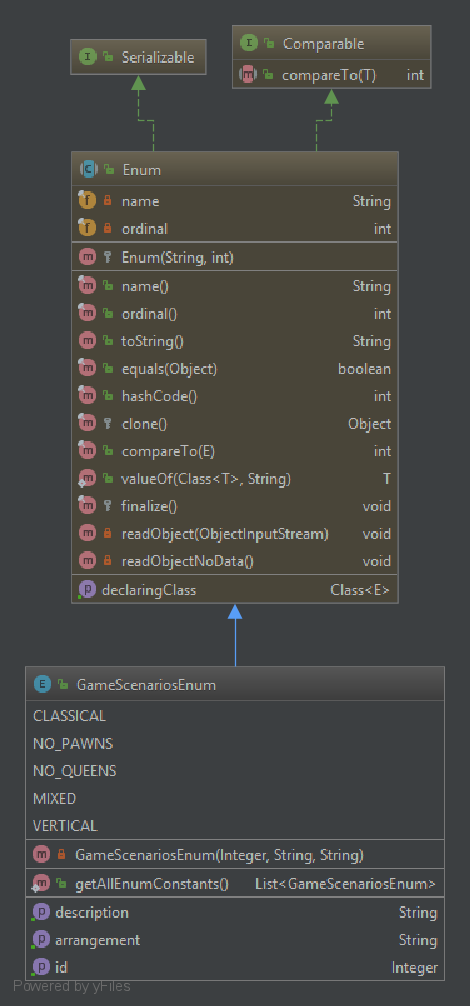 I Serializable
I Comparable
m compareTo(T) int
C Enum
f name String
f ordinal int
m Enum(String, int)
m name() String
m ordinal() int
m toString() String
m equals(Object) boolean
m hashCode() int
m clone() Object
m compareTo(E) int
m valueOf(Class<T>, String) T
m finalize() void
m readObject(ObjectInputStream) void
m readObjectNoData() void
p declaringClass Class<E>
E GameScenariosEnum
CLASSICAL
NO_PAWNS
NO_QUEENS
MIXED
VERTICAL
m GameScenariosEnum(Integer, String, String)
m getAllEnumConstants() List<GameScenariosEnum>
p description String
p arrangement String
p id Integer
Powered by yFiles